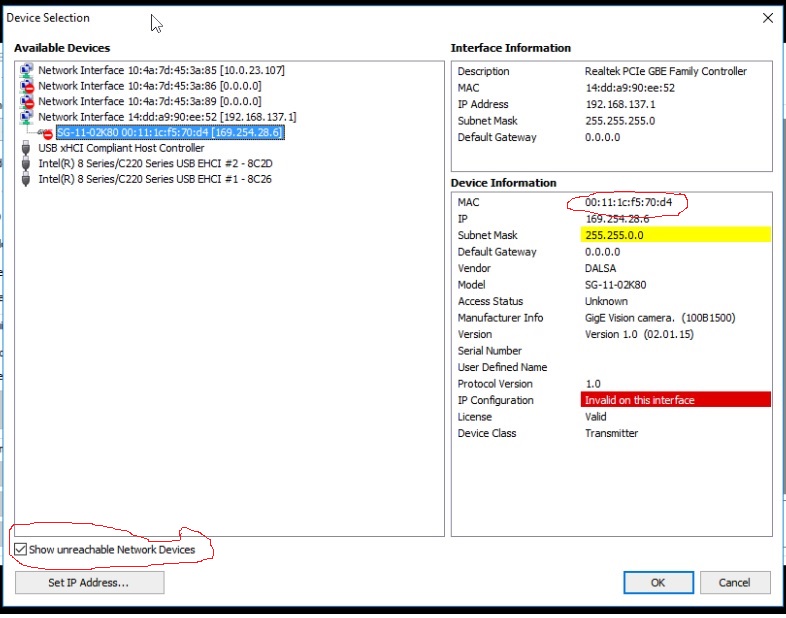 Device Selection
Available Devices
Network Interface 10:4a:7d:45:3a:85 [10.0.23.107]
Network Interface 10:4a:7d:45:3a:86 [0.0.0.0]
Network Interface 10:4a:7d:45:3a:89 [0.0.0.0]
Network Interface 14:dd:a9:90:ee:52 [192.168.137.1]
SG-11-02K80 00:11:1c:f5:70:d4 [169.254.28.6]
USB xHCI Compliant Host Controller
Intel(R) 8 Series/C220 Series USB EHCI #2 - 8C2D
Intel(R) 8 Series/C220 Series USB EHCI #1 - 8C26
Show unreachable Network Devices
Set IP Address...
Interface Information
Description Realtek PCIe GBE Family Controller
MAC 14:dd:a9:90:ee:52
IP Address 192.168.137.1
Subnet Mask 255.255.255.0
Default Gateway 0.0.0.0
Device Information
MAC 00:11:1c:f5:70:d4
IP 169.254.28.6
Subnet Mask 255.255.0.0
Default Gateway 0.0.0.0
Vendor DALSA
Model SG-11-02K80
Access Status Unknown
Manufacturer Info GigE Vision camera. (100B1500)
Version Version 1.0 (02.01.15)
Serial Number
User Defined Name
Protocol Version 1.0
IP Configuration Invalid on this interface
License Valid
Device Class Transmitter
OK Cancel